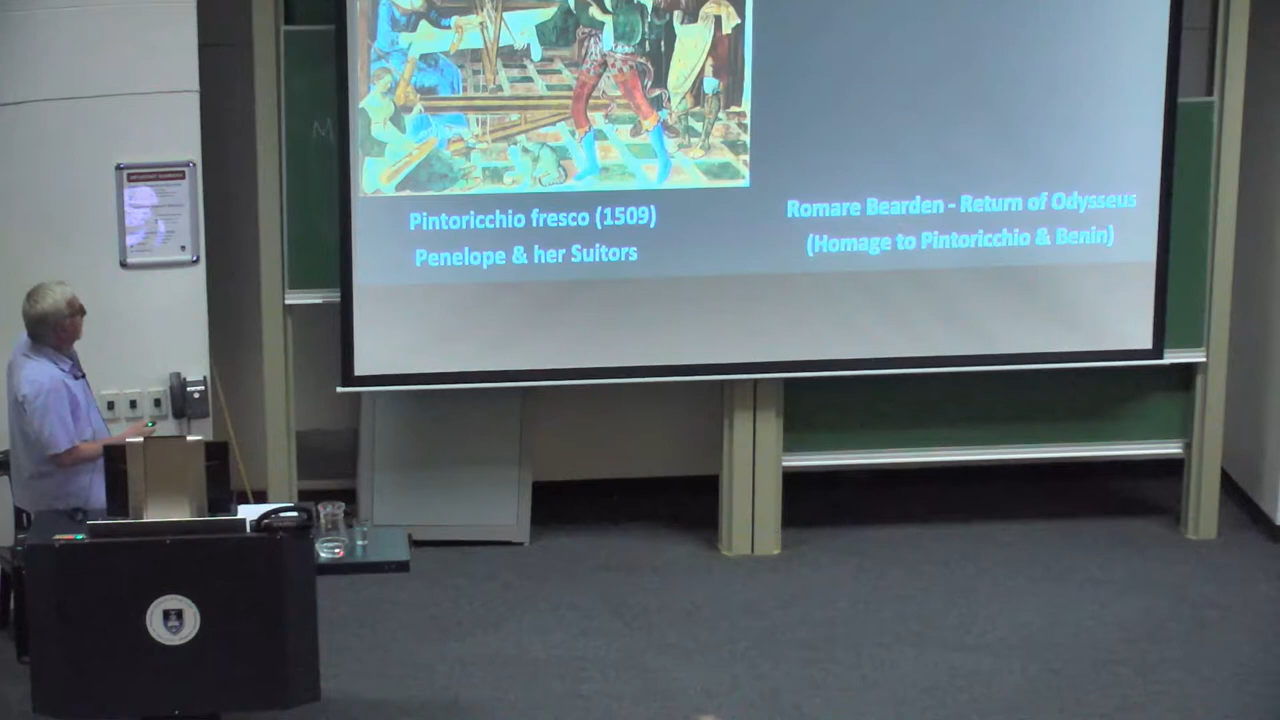 M
Pintoricchio fresco (1509)
Penelope & her Suitors
Romare Bearden - Return of Odysseus
(Homage to Pintoricchio & Benin)